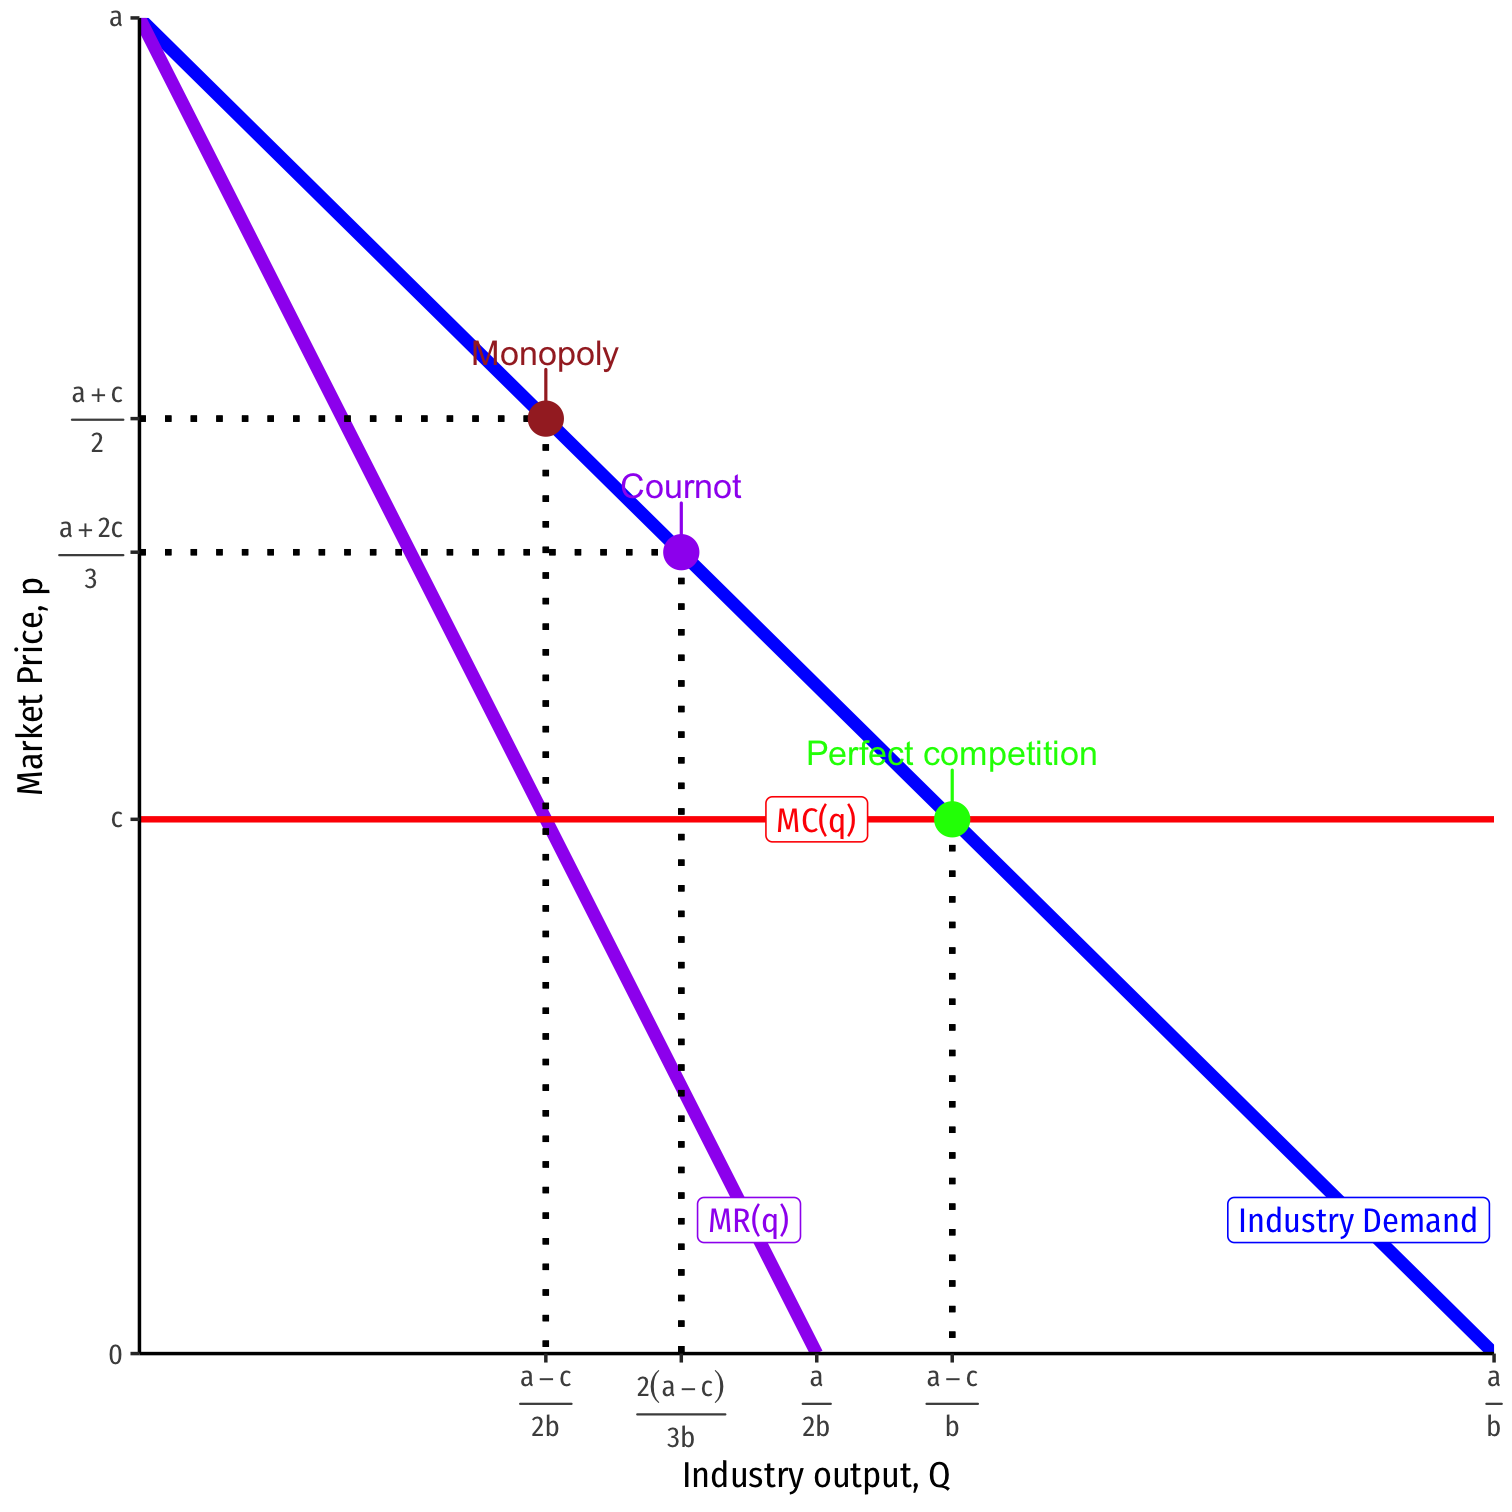 a
Monopoly
a + c
2
Cournot
a + 2c
3
Market Price, p
Perfect competition
c
MC(q)
MR(q)
Industry Demand
0
a – c
2b
2(a – c)
3b
a
2b
a – c
b
a
b
Industry output, Q